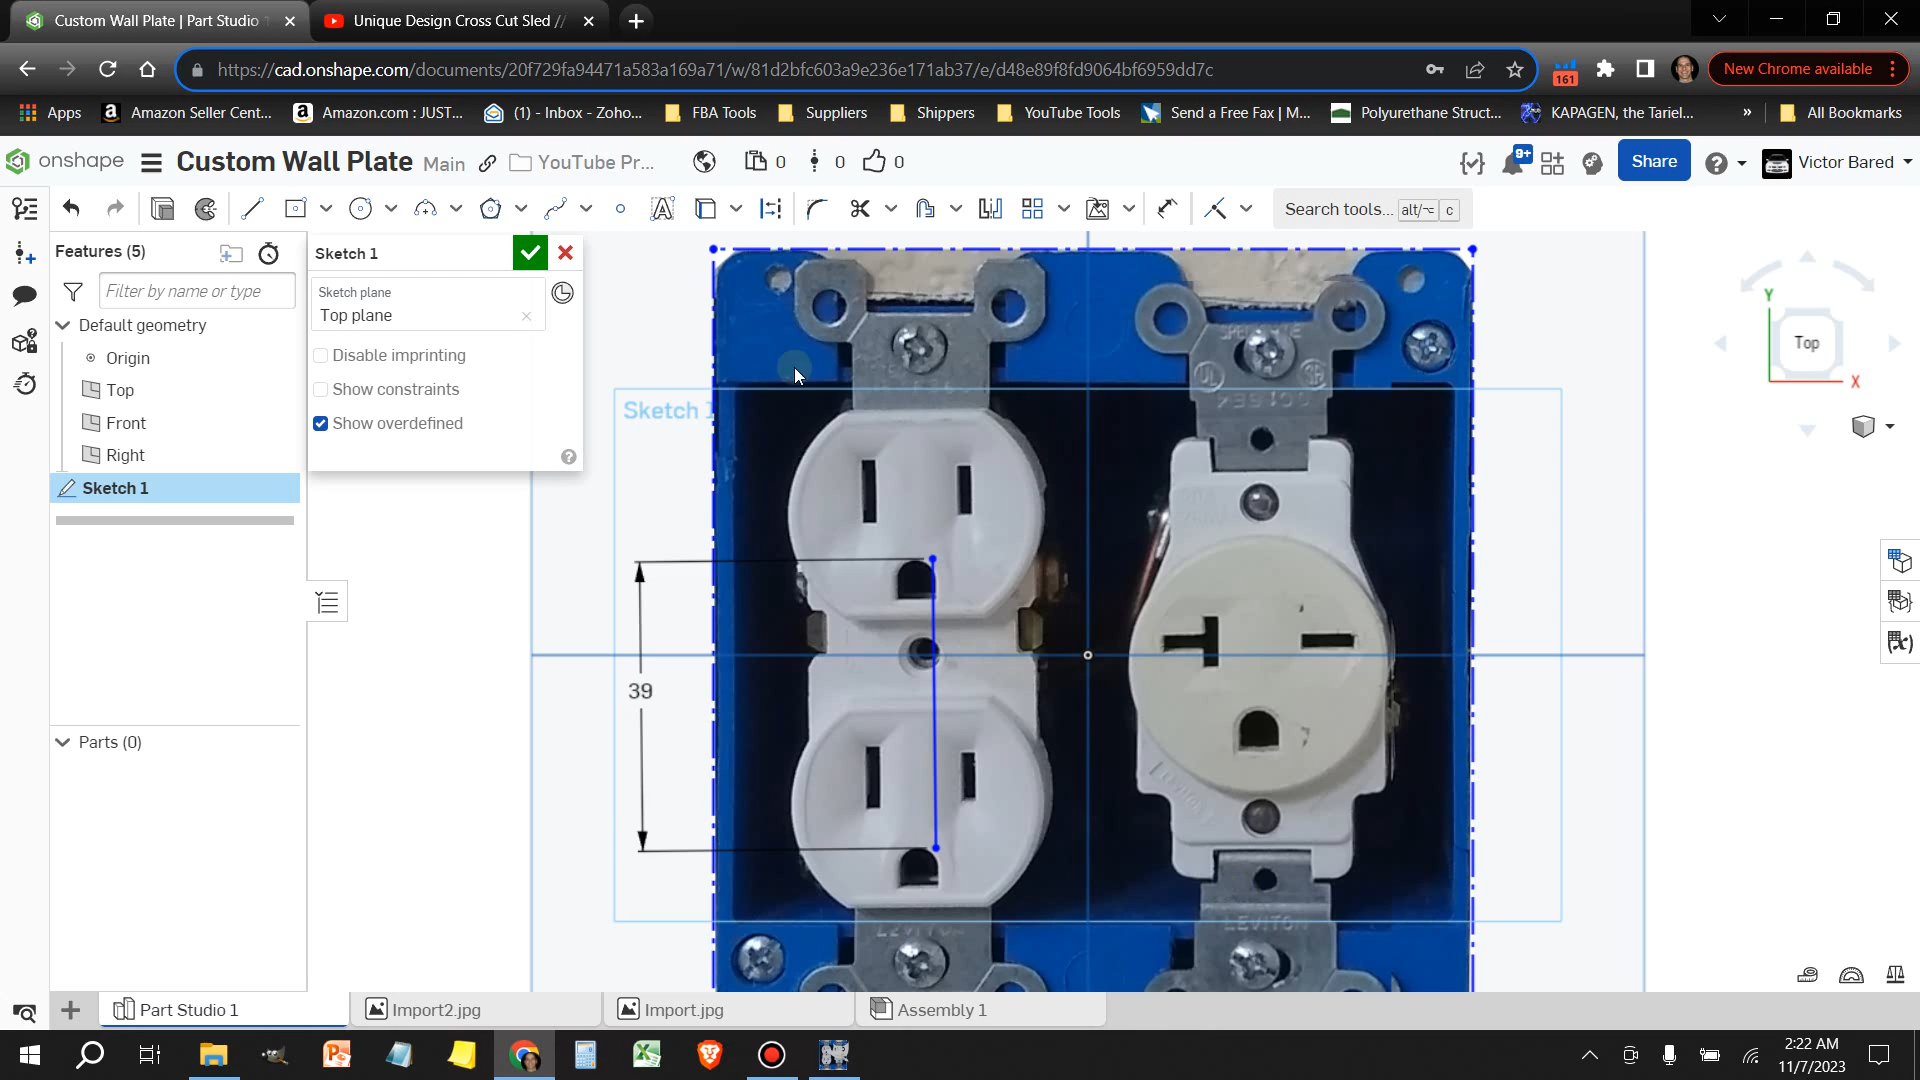 Custom Wall Plate | Part Studio
Unique Design Cross Cut Sled //
https://cad.onshape.com/documents/20f729fa94471a583a169a71/w/81d2bfc603a9e236e171ab37/e/d48e89f8fd9064bf6959dd7c
161
New Chrome available
Apps
Amazon Seller Cent...
Amazon.com : JUST...
(1) - Inbox - Zoho...
FBA Tools
Suppliers
Shippers
YouTube Tools
Send a Free Fax | M...
Polyurethane Struct...
KAPAGEN, the Tariel...
»
All Bookmarks
onshape
Custom Wall Plate
Main
YouTube Pr...
0
0
0
9+
Share
Victor Bared
Search tools... alt/⌥ c
Features (5)
Filter by name or type
Default geometry
Origin
Top
Front
Right
Sketch 1
Parts (0)
Sketch 1
Sketch plane
Top plane
Disable imprinting
Show constraints
Show overdefined
Sketch 1
39
LEVITON
Y
Top
X
Part Studio 1
Import2.jpg
Import.jpg
Assembly 1
2:22 AM
11/7/2023